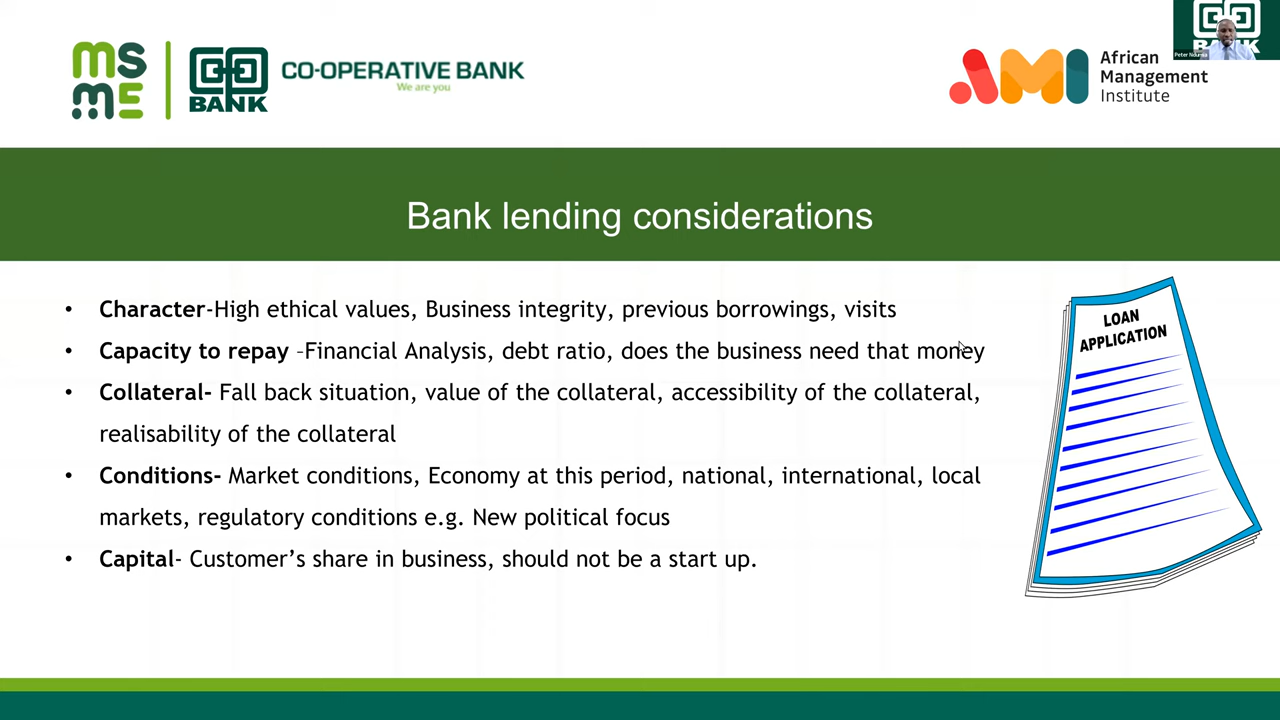 MS
ME
BANK
CO-OPERATIVE BANK
We are you
AMI
African
Management
Institute
BANK
Peter Ndumia
Bank lending considerations
• Character-High ethical values, Business integrity, previous borrowings, visits
• Capacity to repay –Financial Analysis, debt ratio, does the business need that money
• Collateral- Fall back situation, value of the collateral, accessibility of the collateral,
realisability of the collateral
• Conditions- Market conditions, Economy at this period, national, international, local
markets, regulatory conditions e.g. New political focus
• Capital- Customer’s share in business, should not be a start up.
LOAN
APPLICATION